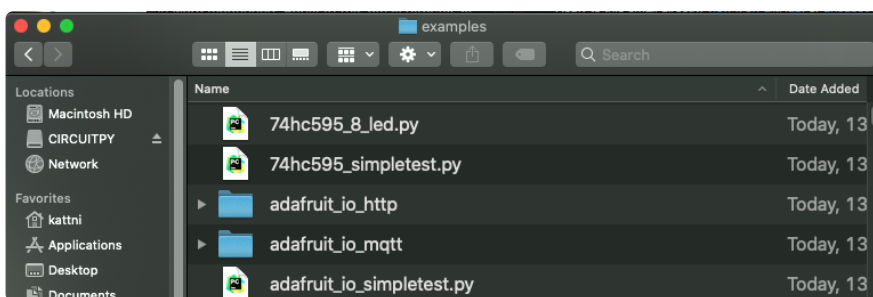 examples
Search
Locations
Macintosh HD
CIRCUITPY
Network
Favorites
kattni
Applications
Desktop
Documents
Name Date Added
74hc595_8_led.py Today, 13
74hc595_simpletest.py Today, 13
adafruit_io_http Today, 13
adafruit_io_mqtt Today, 13
adafruit_io_simpletest.py Today, 13